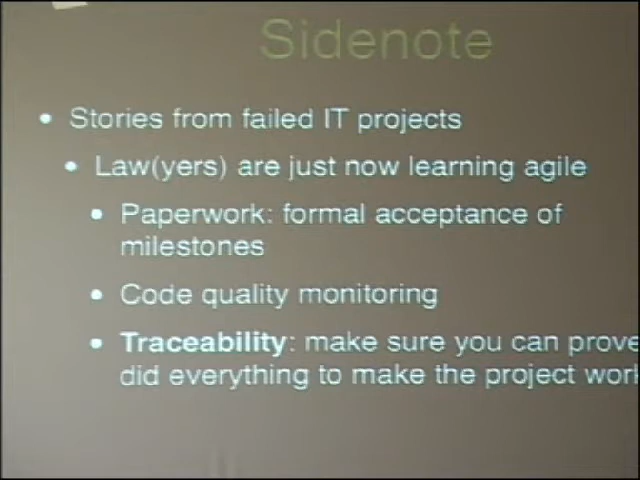 Sidenote
• Stories from failed IT projects
• Law(yers) are just now learning agile
• Paperwork: formal acceptance of
milestones
• Code quality monitoring
• Traceability: make sure you can prove
did everything to make the project work